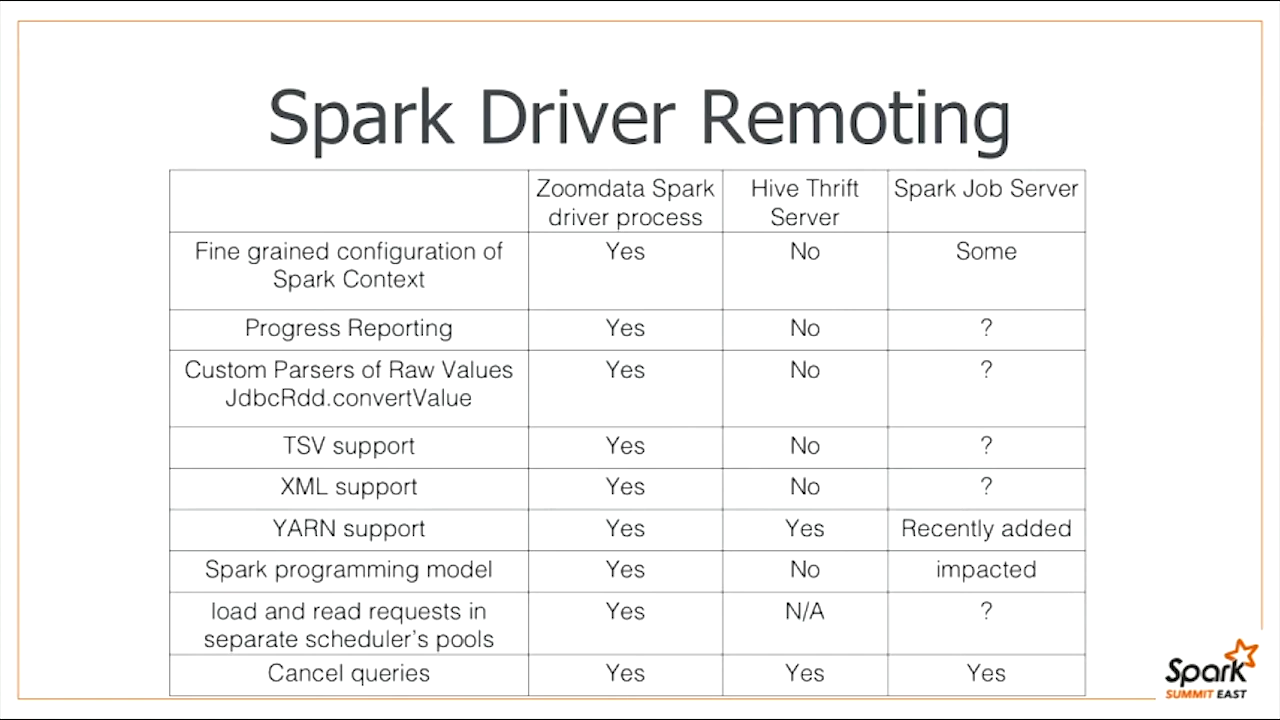 Spark Driver Remoting
Zoomdata Spark
driver process
Hive Thrift
Server
Spark Job Server
Fine grained configuration of
Spark Context
Yes
No
Some
Progress Reporting
Yes
No
?
Custom Parsers of Raw Values
JdbcRdd.convertValue
Yes
No
?
TSV support
Yes
No
?
XML support
Yes
No
?
YARN support
Yes
Yes
Recently added
Spark programming model
Yes
No
impacted
load and read requests in
separate scheduler's pools
Yes
N/A
?
Cancel queries
Yes
Yes
Yes
Spark
SUMMIT EAST